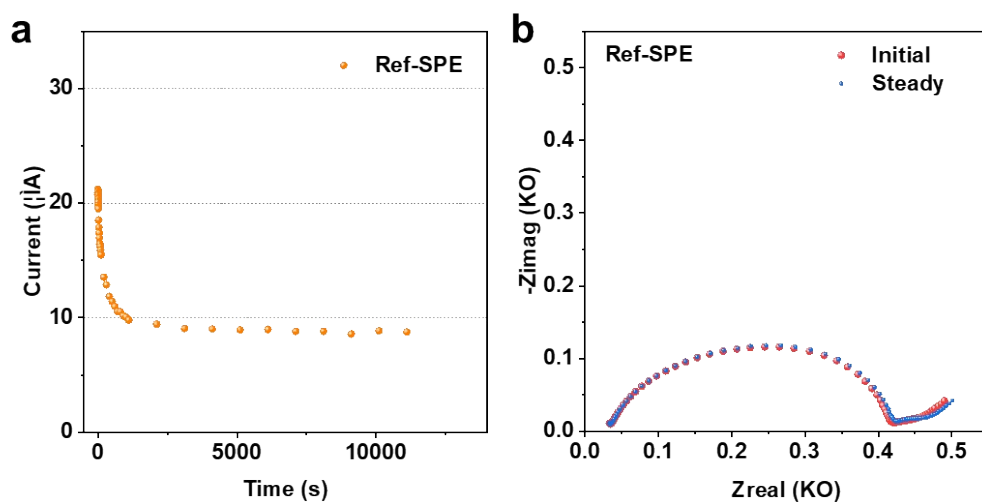 a
Ref-SPE
30
20
10
0
Current (¦ÌA)
0 5000 10000
Time (s)
b
Ref-SPE
Initial
Steady
0.5
0.4
0.3
0.2
0.1
0.0
-Zimag (KO)
0.0 0.1 0.2 0.3 0.4 0.5
Zreal (KO)